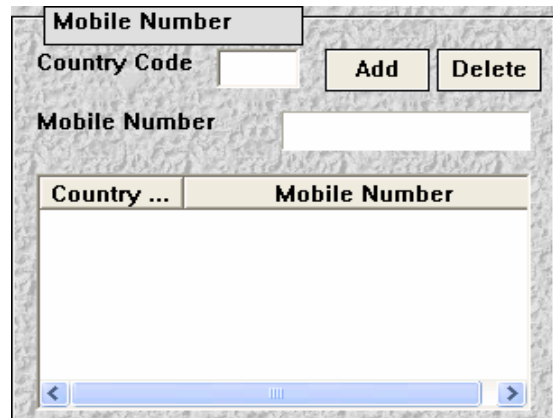 Mobile Number
Country Code
Add Delete
Mobile Number
Country ... Mobile Number